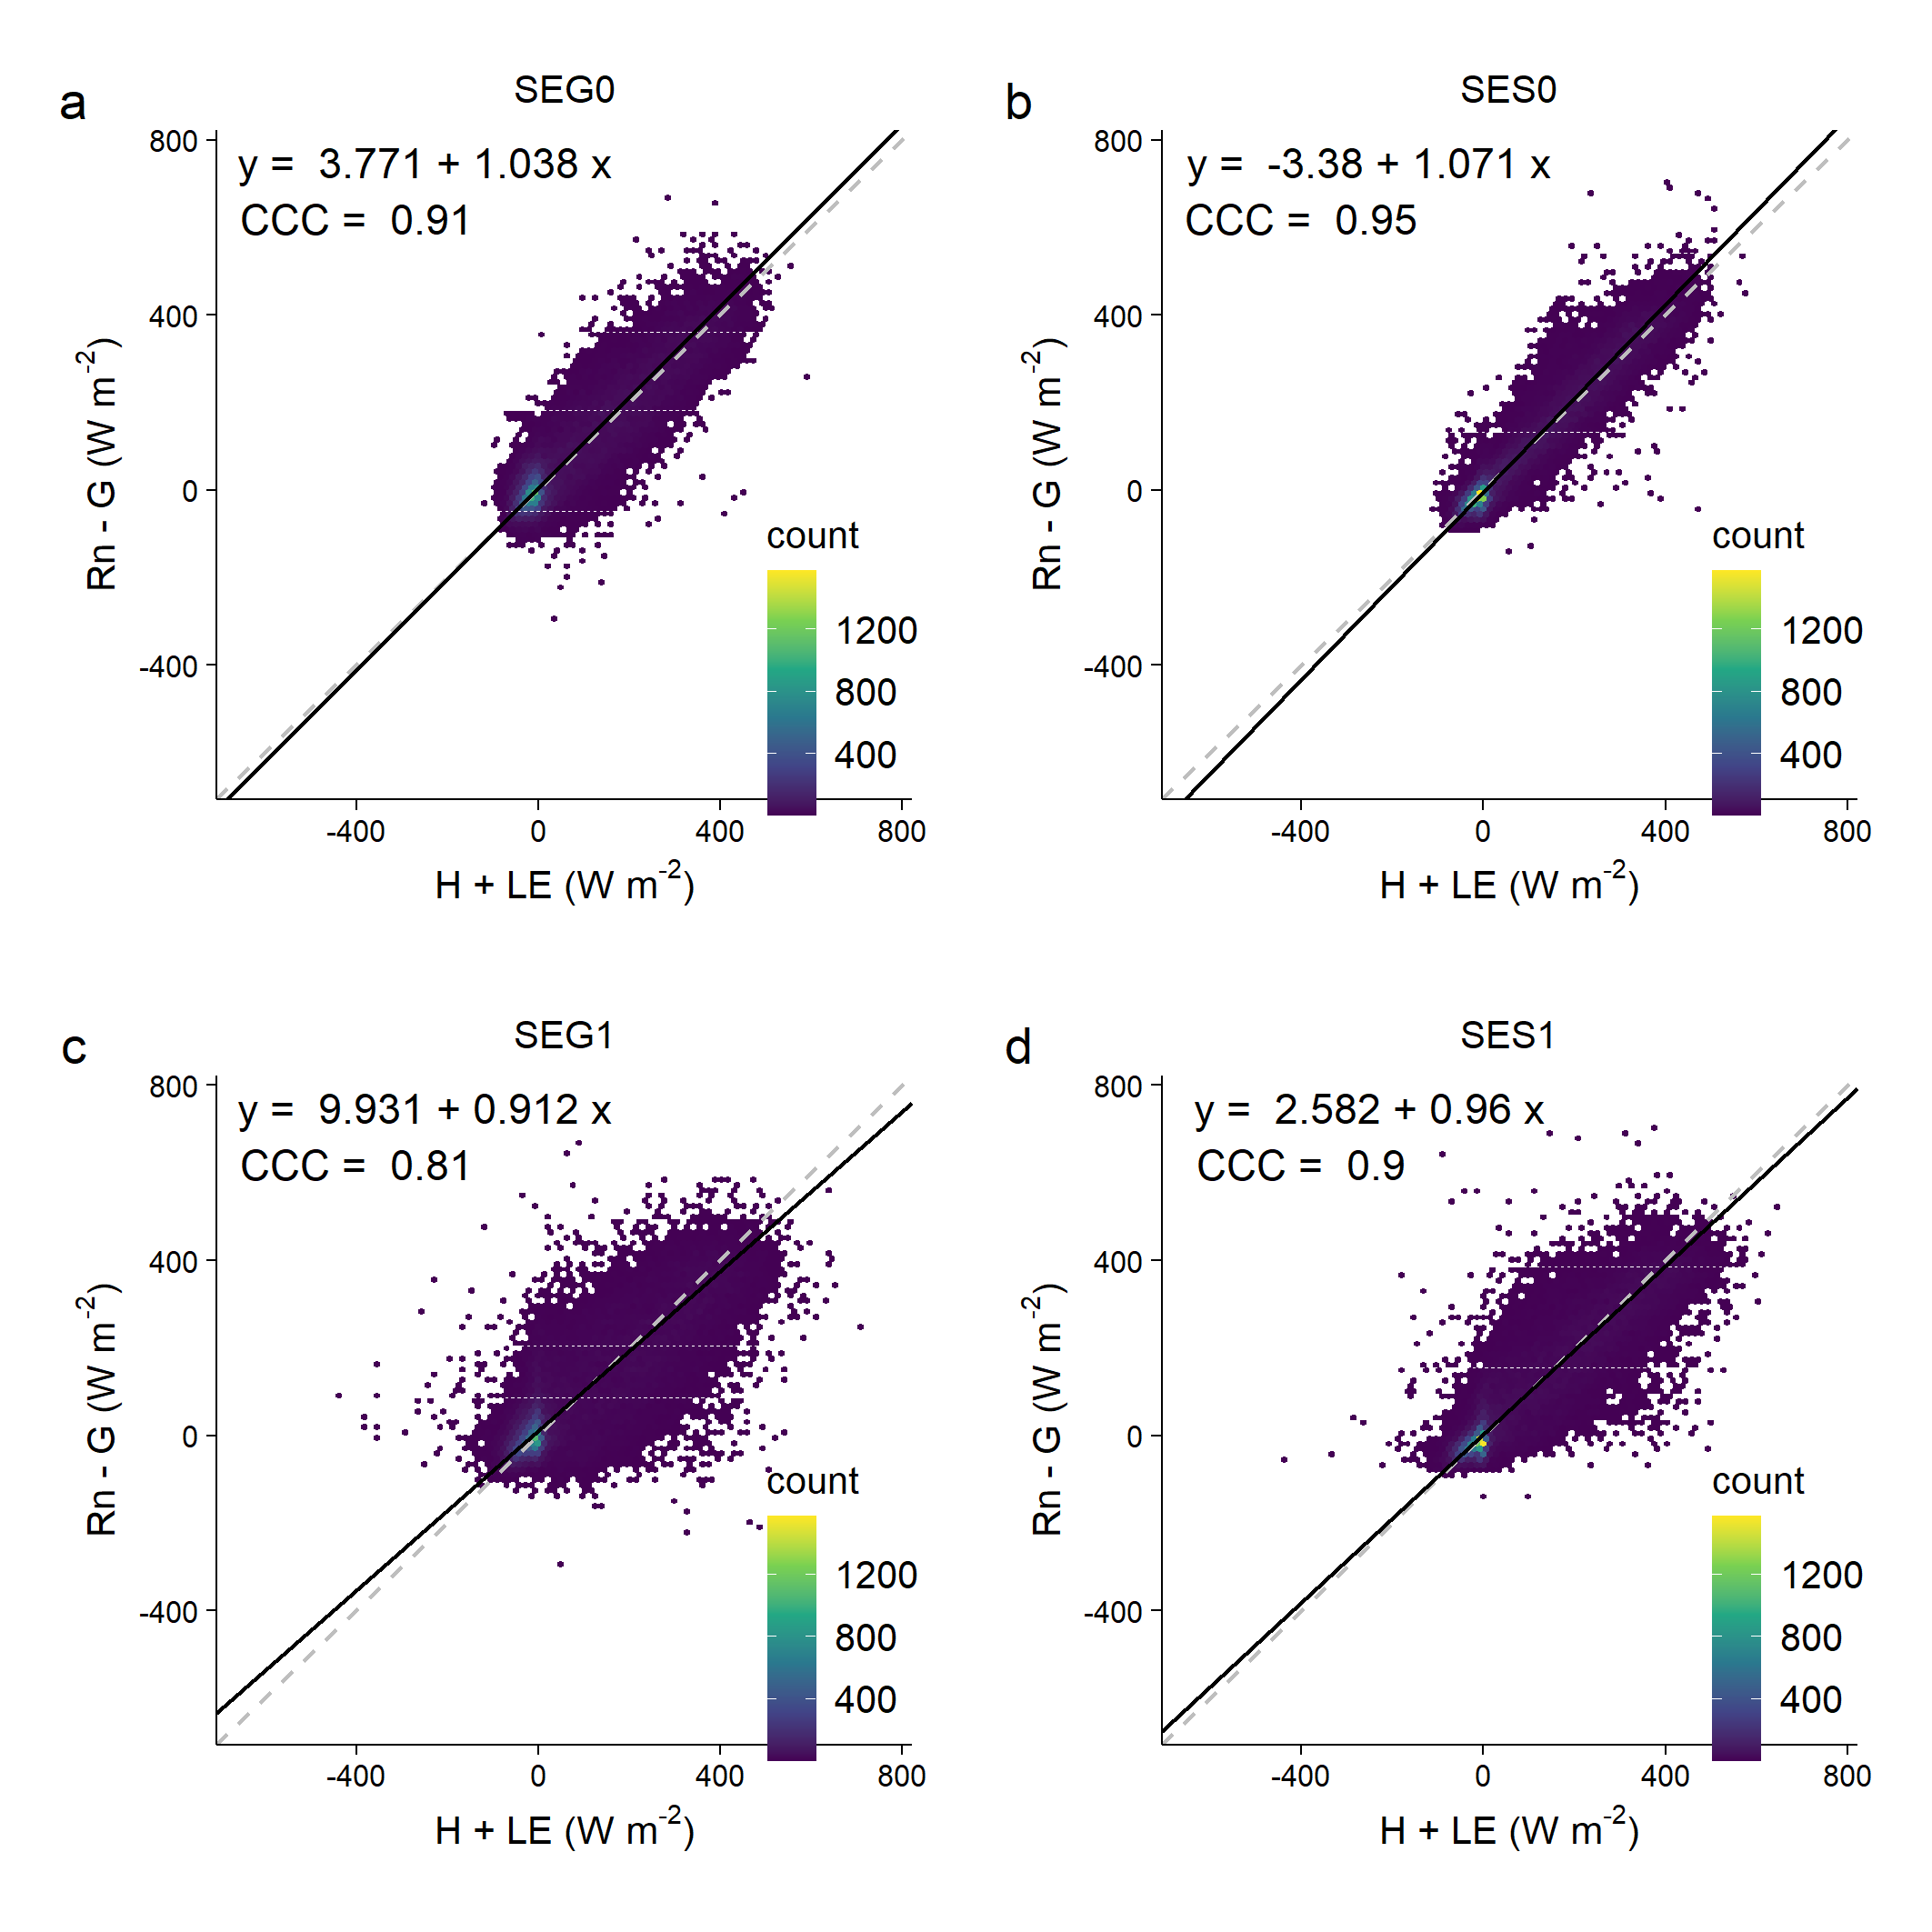 a
SEG0
y = 3.771 + 1.038 x
CCC = 0.91
800
400
0
-400
Rn - G (W m-2)
count
1200
800
400
-400 0 400 800
H + LE (W m-2)
b
SES0
y = -3.38 + 1.071 x
CCC = 0.95
800
400
0
-400
Rn - G (W m-2)
count
1200
800
400
-400 0 400 800
H + LE (W m-2)
c
SEG1
y = 9.931 + 0.912 x
CCC = 0.81
800
400
0
-400
Rn - G (W m-2)
count
1200
800
400
-400 0 400 800
H + LE (W m-2)
d
SES1
y = 2.582 + 0.96 x
CCC = 0.9
800
400
0
-400
Rn - G (W m-2)
count
1200
800
400
-400 0 400 800
H + LE (W m-2)